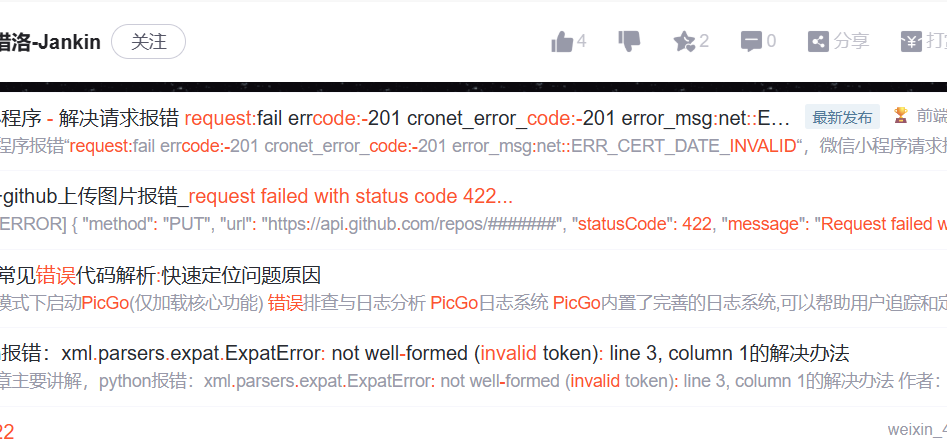 猎洛-Jankin 关注 4 2 0 分享 打赏
程序 - 解决请求报错 request:fail errcode:-201 cronet_error_code:-201 error_msg:net::E... 最新发布 前端
程序报错“request:fail errcode:-201 cronet_error_code:-201 error_msg:net::ERR_CERT_DATE_INVALID“，微信小程序请求
-github上传图片报错_request failed with status code 422...
ERROR] { "method": "PUT", "url": "https://api.github.com/repos/########", "statusCode": 422, "message": "Request failed w
常见错误代码解析:快速定位问题原因
模式下启动PicGo(仅加载核心功能) 错误排查与日志分析 PicGo日志系统 PicGo内置了完善的日志系统,可以帮助用户追踪和定
报错：xml.parsers.expat.ExpatError: not well-formed (invalid token): line 3, column 1的解决办法
章主要讲解，python报错：xml.parsers.expat.ExpatError: not well-formed (invalid token): line 3, column 1的解决办法 作者：
22 weixin_4